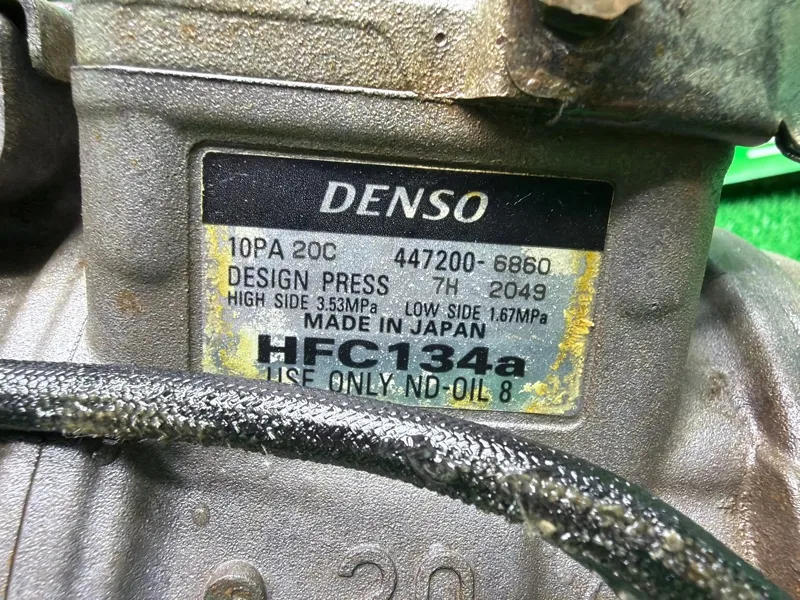 DENSO
10PA 20C 447200-6860
DESIGN PRESS 7H 2049
HIGH SIDE 3.53MPa LOW SIDE 1.67MPa
MADE IN JAPAN
HFC134a
USE ONLY ND-OIL 8
20